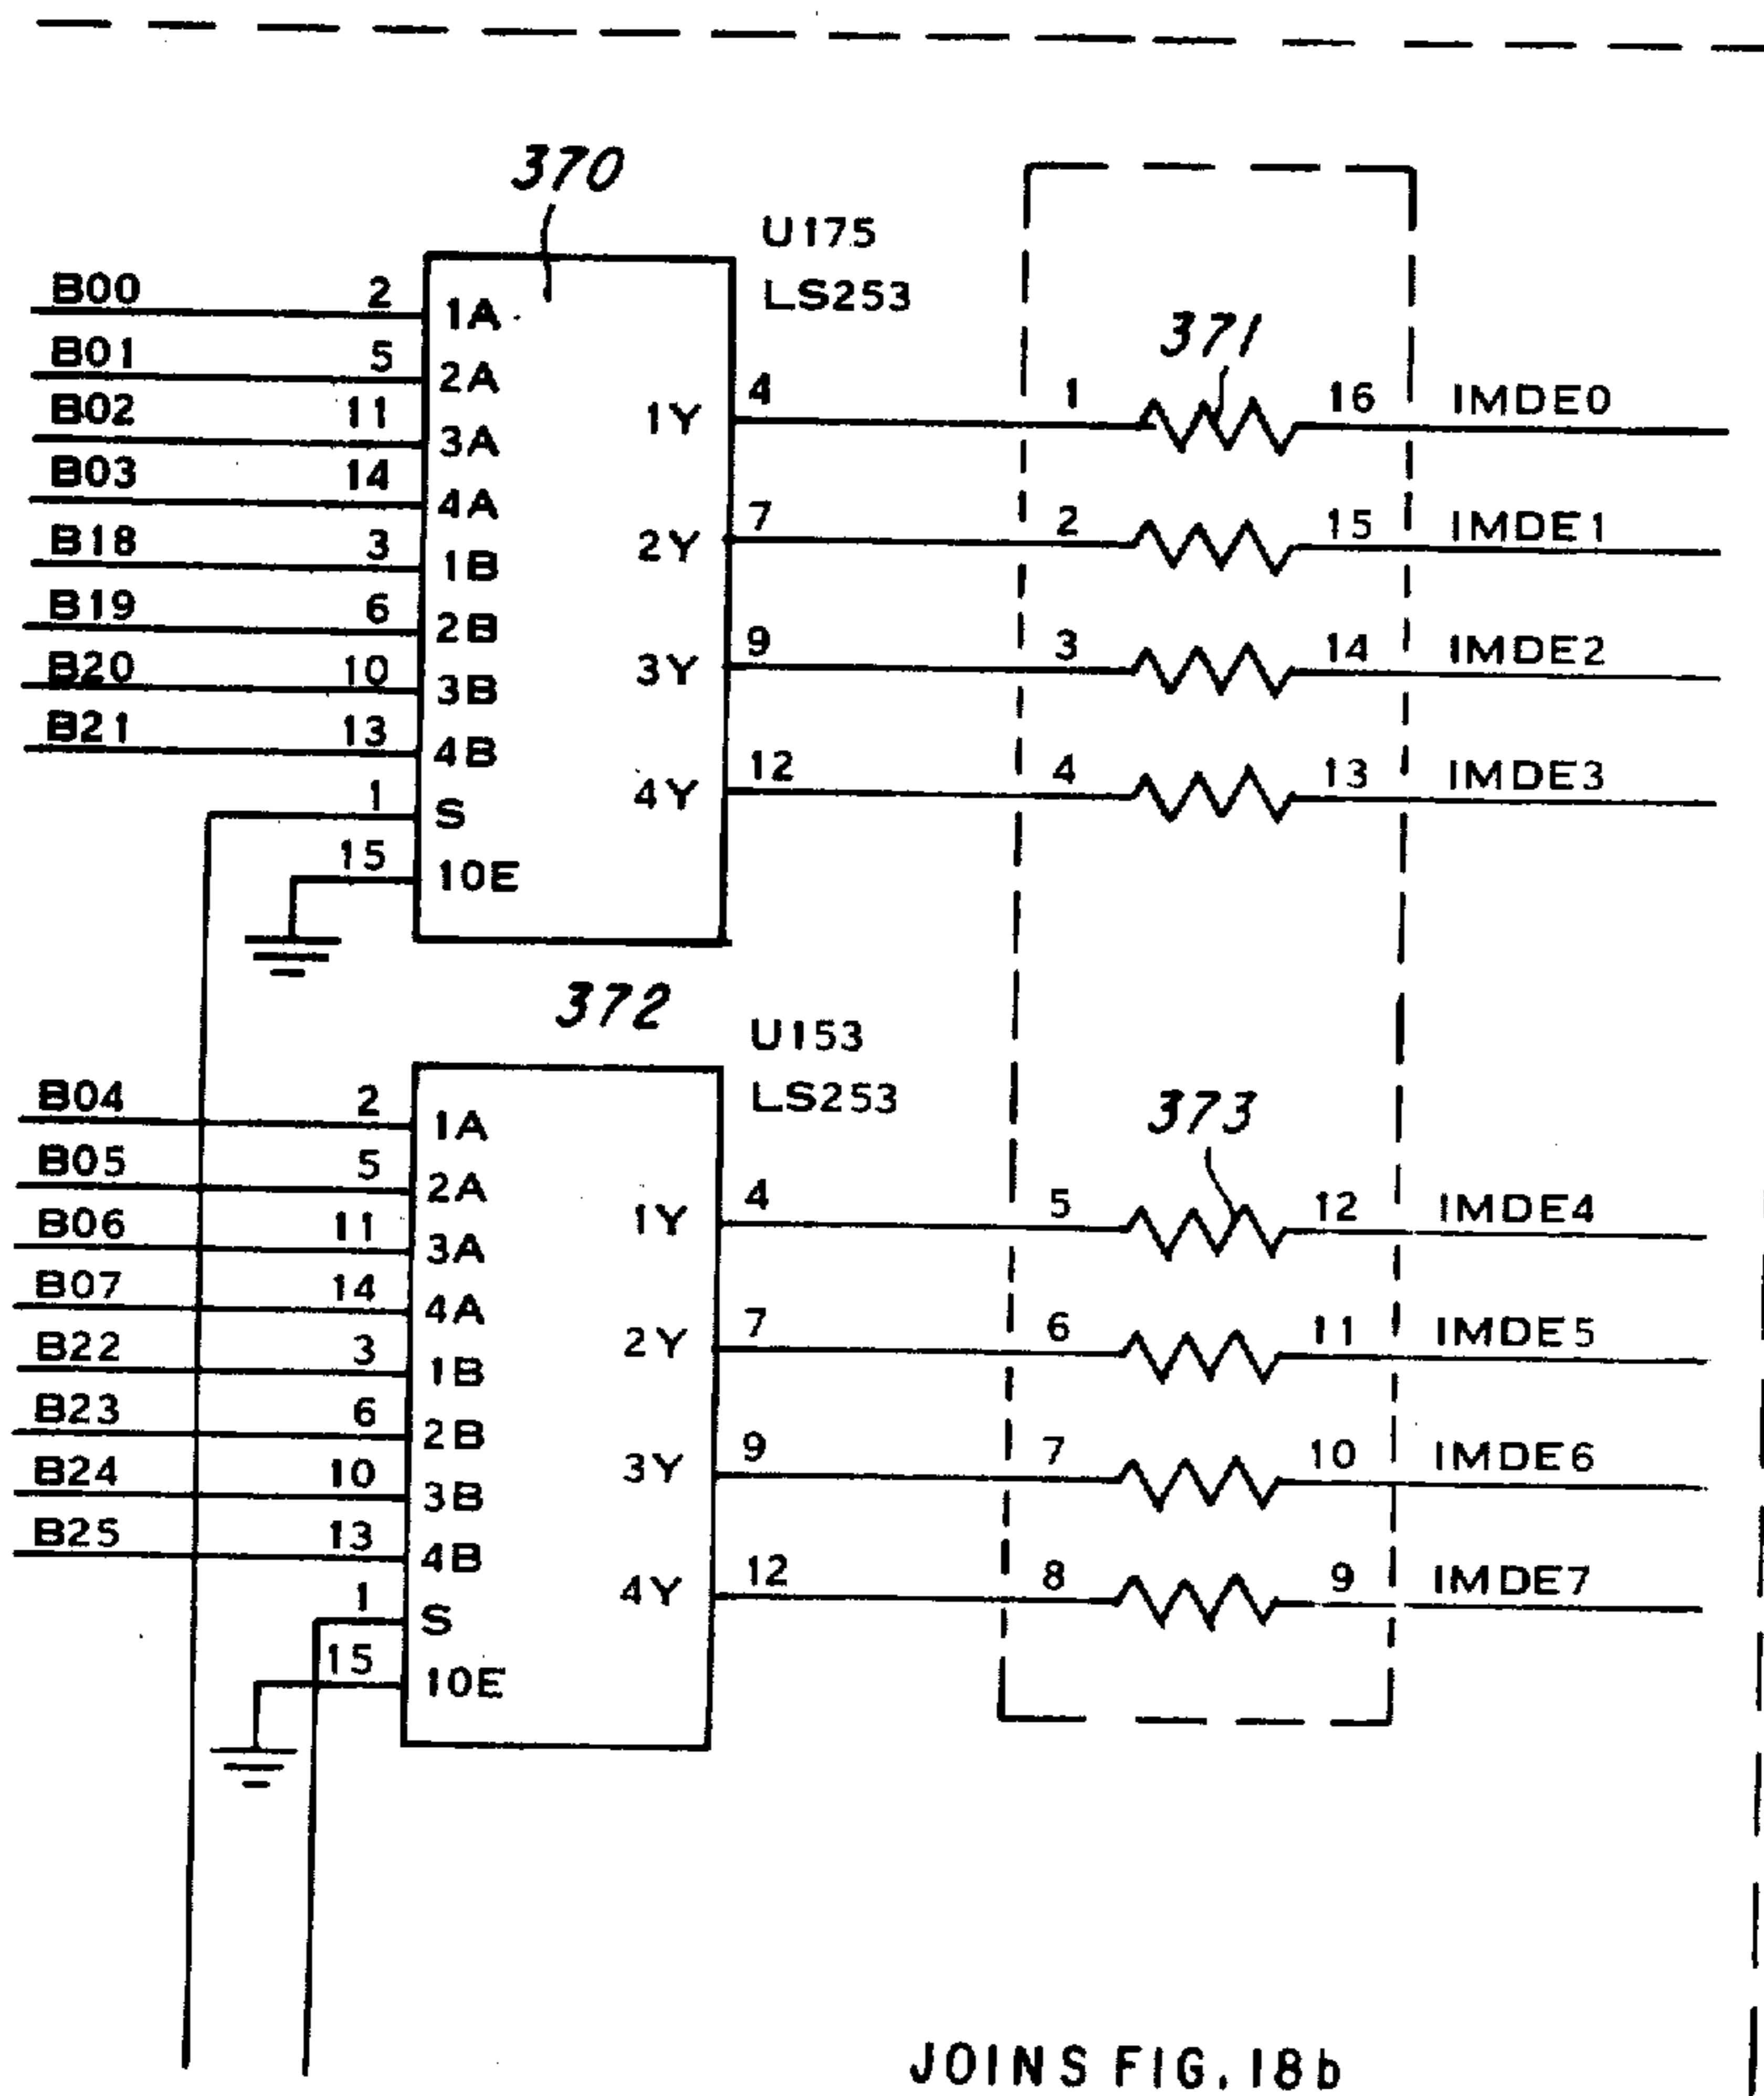 370
U175
LS253
B00 2 1A
B01 5 2A
B02 11 3A
B03 14 4A
B18 3 1B
B19 6 2B
B20 10 3B
B21 13 4B
1 S
15 10E
371
1Y 4 1 16 IMDE0
2Y 7 2 15 IMDE1
3Y 9 3 14 IMDE2
4Y 12 4 13 IMDE3
372
U153
LS253
B04 2 1A
B05 5 2A
B06 11 3A
B07 14 4A
B22 3 1B
B23 6 2B
B24 10 3B
B25 13 4B
1 S
15 10E
373
1Y 4 5 12 IMDE4
2Y 7 6 11 IMDE5
3Y 9 7 10 IMDE6
4Y 12 8 9 IMDE7
JOINS FIG. 18b